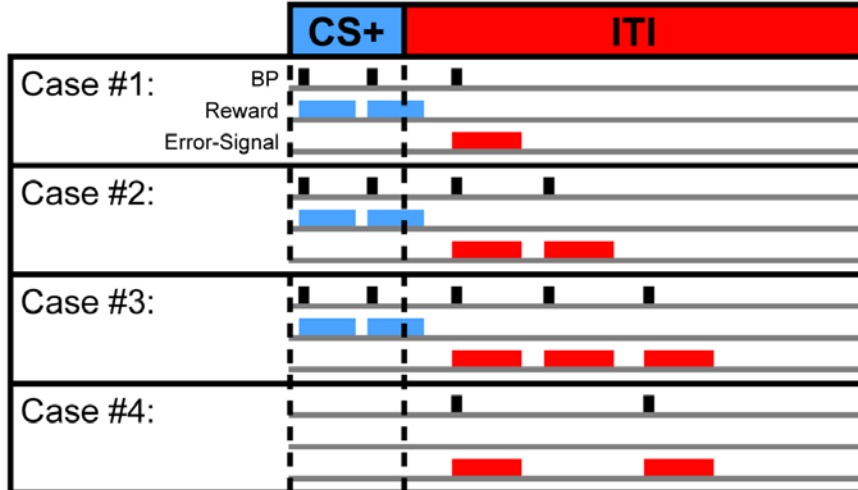 CS+ ITI
Case #1: BP
Reward
Error-Signal
Case #2:
Case #3:
Case #4: